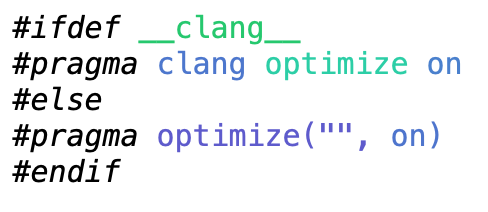 #ifdef __clang__
#pragma clang optimize on
#else
#pragma optimize("", on)
#endif